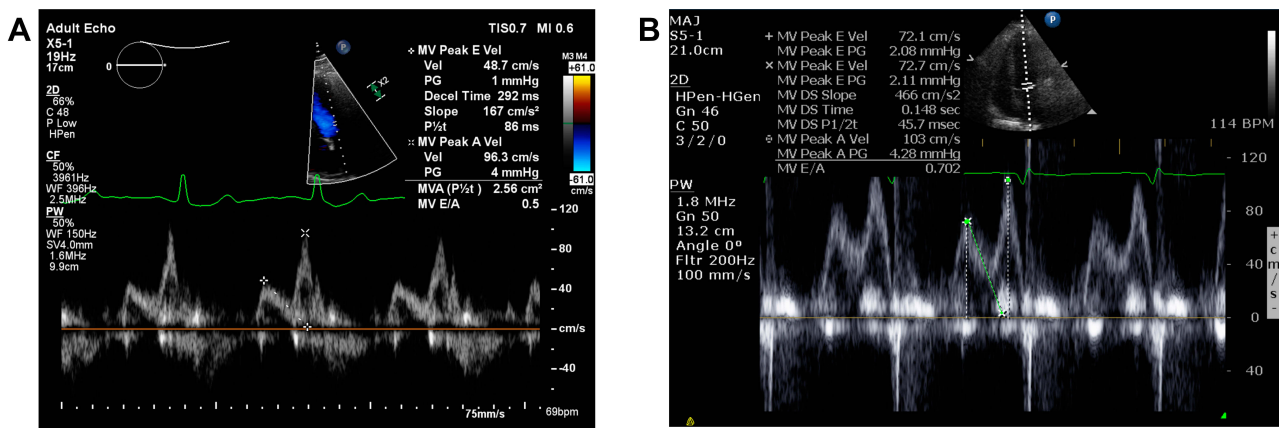 A
Adult Echo
TIS0.7 MI 0.6
X5-1
19Hz
17cm
0
2D
66%
C 48
P Low
HPen
CF
50%
3961Hz
WF 396Hz
2.5MHz
PW
50%
WF 150Hz
SV4.0mm
1.6MHz
9.9cm
P
X2
MV Peak E Vel
Vel 48.7 cm/s
PG 1 mmHg
Decel Time 292 ms
Slope 167 cm/s²
P½t 86 ms
MV Peak A Vel
Vel 96.3 cm/s
PG 4 mmHg
MVA (P½t) 2.56 cm²
MV E/A 0.5
M3 M4
+61.0
-61.0
cm/s
-120
-80
-40
-cm/s
--40
75mm/s
69bpm
B
MAJ
S5-1
21.0cm
2D
HPen-HGen
Gn 46
C 50
3 / 2 / 0
PW
1.8 MHz
Gn 50
13.2 cm
Angle 0°
Fltr 200Hz
100 mm/s
+ MV Peak E Vel 72.1 cm/s
MV Peak E PG 2.08 mmHg
× MV Peak E Vel 72.7 cm/s
MV Peak E PG 2.11 mmHg
MV DS Slope 466 cm/s2
MV DS Time 0.148 sec
MV DS P1/2t 45.7 msec
MV Peak A Vel 103 cm/s
MV Peak A PG 4.28 mmHg
MV E/A 0.702
P
114 BPM
120
80
40
0
40
+
c
m
/
s
-